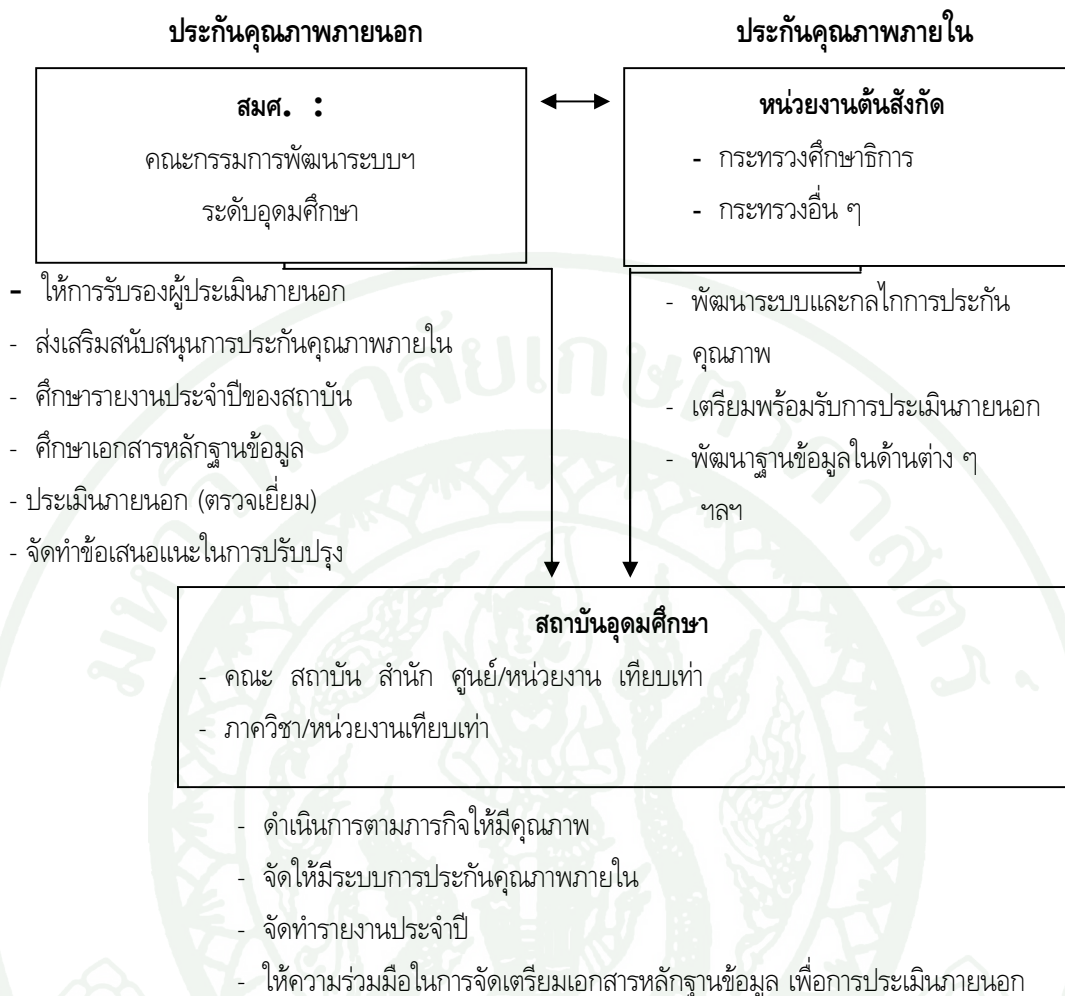 ประกันคุณภาพภายนอก
ประกันคุณภาพภายใน
สมศ. :
คณะกรรมการพัฒนาระบบฯ
ระดับอุดมศึกษา
หน่วยงานต้นสังกัด
- กระทรวงศึกษาธิการ
- กระทรวงอื่น ๆ
- ให้การรับรองผู้ประเมินภายนอก
- ส่งเสริมสนับสนุนการประกันคุณภาพภายใน
- ศึกษารายงานประจำปีของสถาบัน
- ศึกษาเอกสารหลักฐานข้อมูล
- ประเมินภายนอก (ตรวจเยี่ยม)
- จัดทำข้อเสนอแนะในการปรับปรุง
- พัฒนาระบบและกลไกการประกัน
คุณภาพ
- เตรียมพร้อมรับการประเมินภายนอก
- พัฒนาฐานข้อมูลในด้านต่าง ๆ
ฯลฯ
สถาบันอุดมศึกษา
- คณะ สถาบัน สำนัก ศูนย์/หน่วยงาน เทียบเท่า
- ภาควิชา/หน่วยงานเทียบเท่า
- ดำเนินการตามภารกิจให้มีคุณภาพ
- จัดให้มีระบบการประกันคุณภาพภายใน
- จัดทำรายงานประจำปี
- ให้ความร่วมมือในการจัดเตรียมเอกสารหลักฐานข้อมูล เพื่อการประเมินภายนอก
มหาวิทยาลัยเกษตรศาสตร์